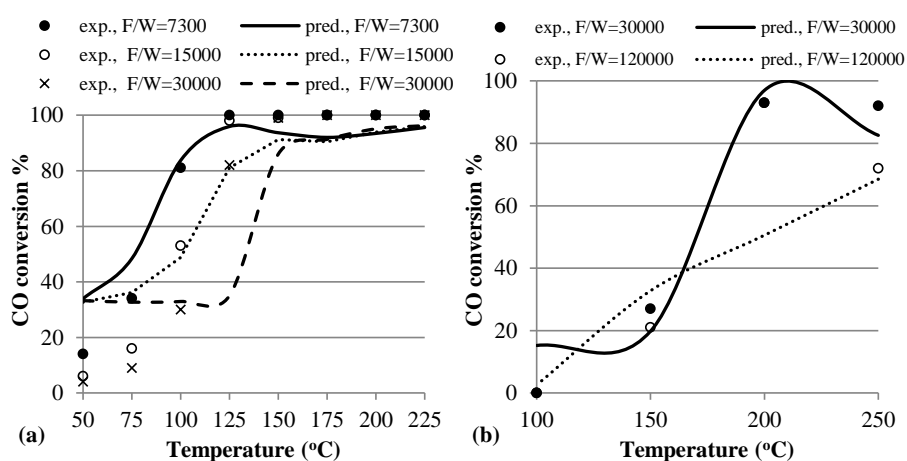 exp., F/W=7300 pred., F/W=7300
exp., F/W=15000 pred., F/W=15000
exp., F/W=30000 pred., F/W=30000
100
80
60
40
20
0
CO conversion %
50 75 100 125 150 175 200 225
(a) Temperature (°C)
exp., F/W=30000 pred., F/W=30000
exp., F/W=120000 pred., F/W=120000
100
80
60
40
20
0
CO conversion %
100 150 200 250
(b) Temperature (°C)